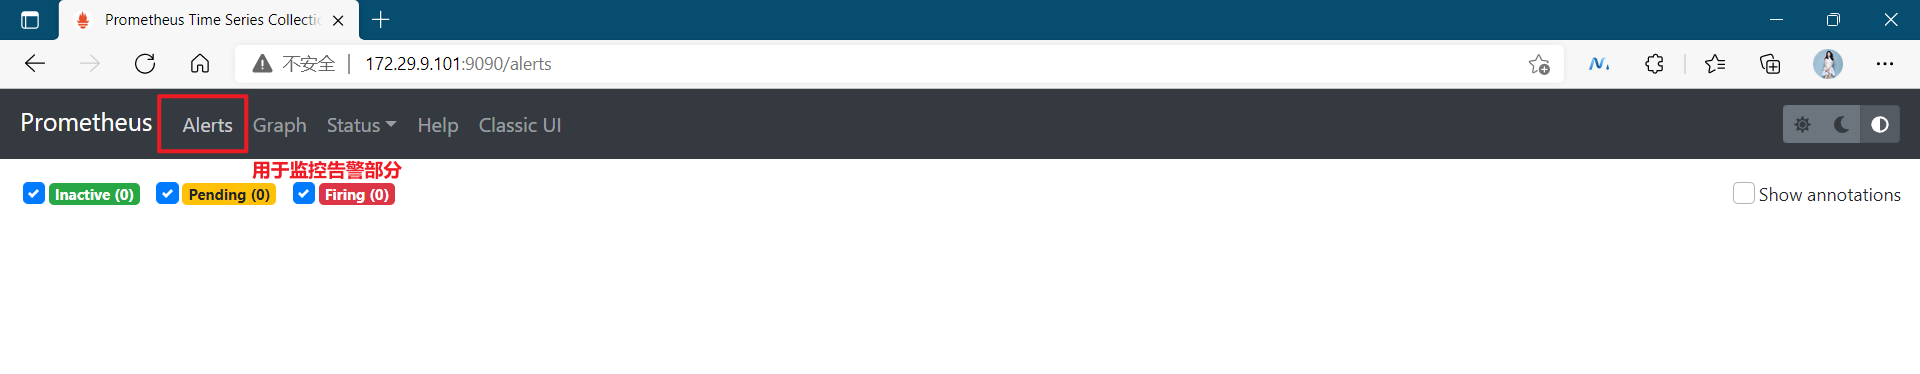 Prometheus Time Series Collectic
不安全 | 172.29.9.101:9090/alerts
Prometheus Alerts Graph Status Help Classic UI
用于监控告警部分
Inactive (0) Pending (0) Firing (0) Show annotations